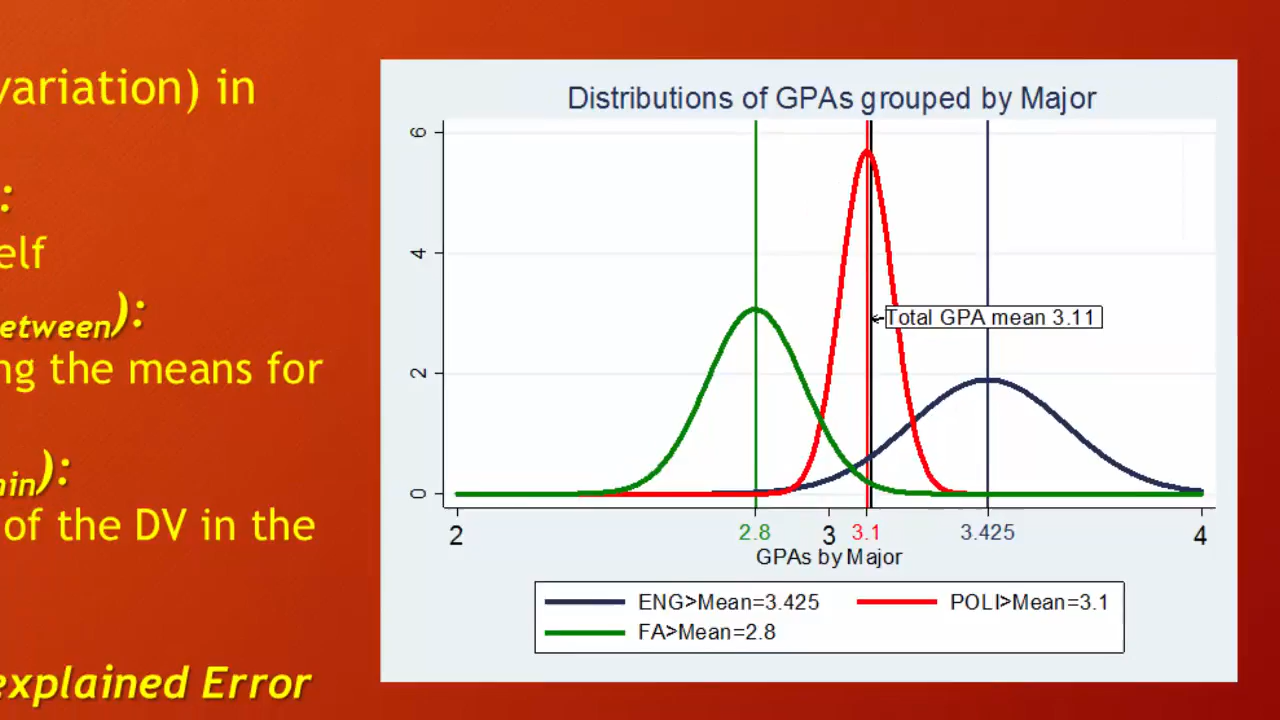 variation) in
:
elf
etween):
ng the means for
hin):
of the DV in the
explained Error
Distributions of GPAs grouped by Major
6
4
2
0
Total GPA mean 3.11
2 2.8 3 3.1 3.425 4
GPAs by Major
ENG>Mean=3.425 POLI>Mean=3.1
FA>Mean=2.8